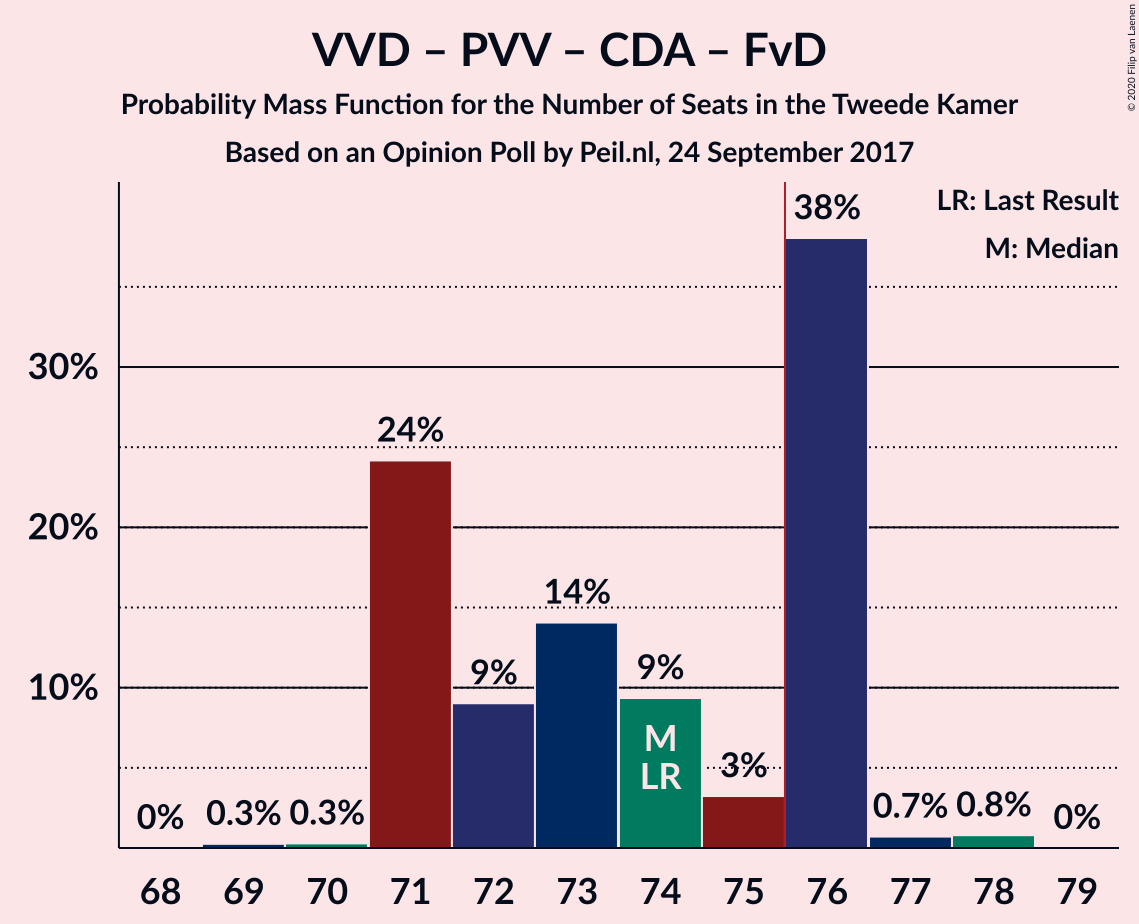 VVD – PVV – CDA – FvD
Probability Mass Function for the Number of Seats in the Tweede Kamer
Based on an Opinion Poll by Peil.nl, 24 September 2017
© 2020 Filip van Laenen
LR: Last Result
M: Median
38%
30%
24%
20%
14%
10%
9%
9%
M
LR
3%
0%
0.3%
0.3%
0.7%
0.8%
0%
68 69 70 71 72 73 74 75 76 77 78 79